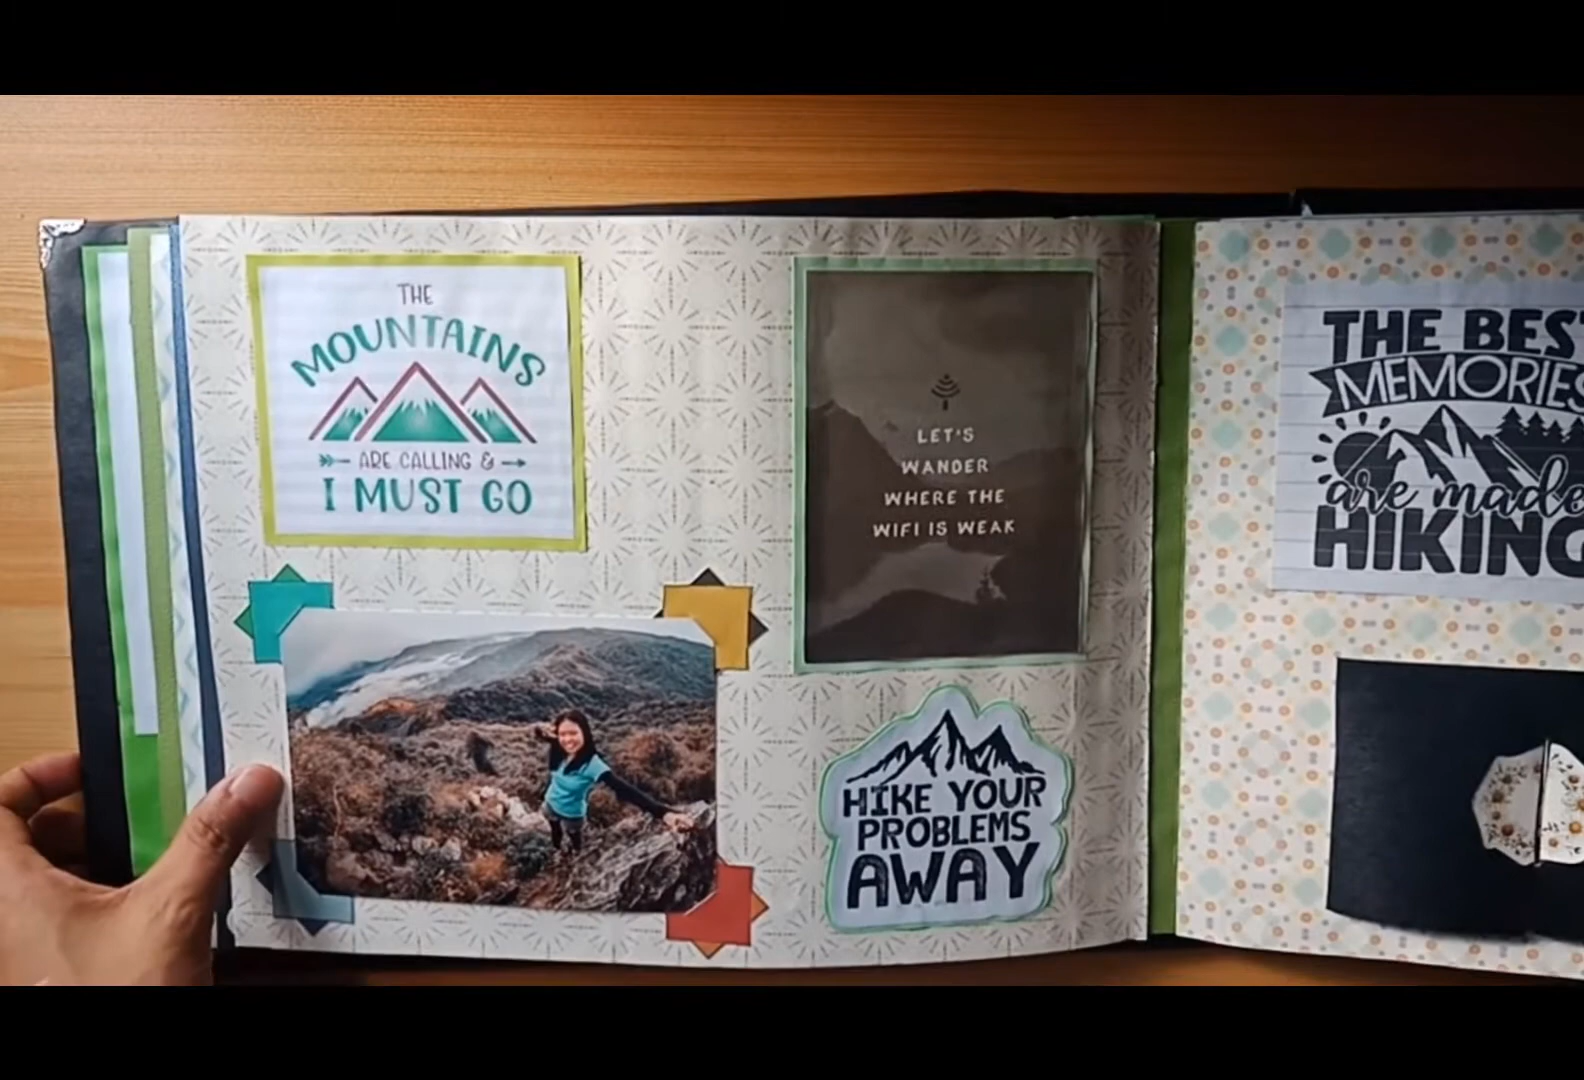 THE
MOUNTAINS
ARE CALLING &
I MUST GO
LET'S
WANDER
WHERE THE
WIFI IS WEAK
HIKE YOUR
PROBLEMS
AWAY
THE BEST
MEMORIES
are made
HIKING